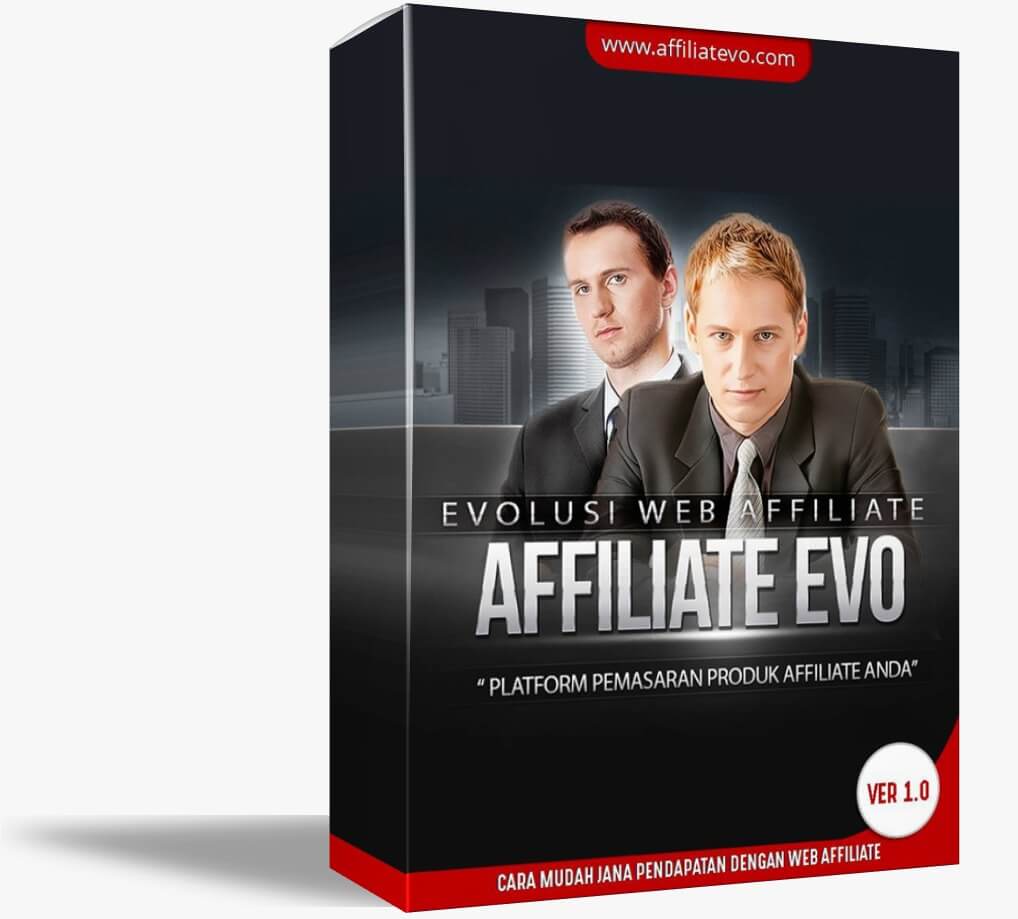 www.affiliatevo.com
EVOLUSI WEB AFFILIATE
AFFILIATE EVO
“ PLATFORM PEMASARAN PRODUK AFFILIATE ANDA”
VER 1.0
CARA MUDAH JANA PENDAPATAN DENGAN WEB AFFILIATE